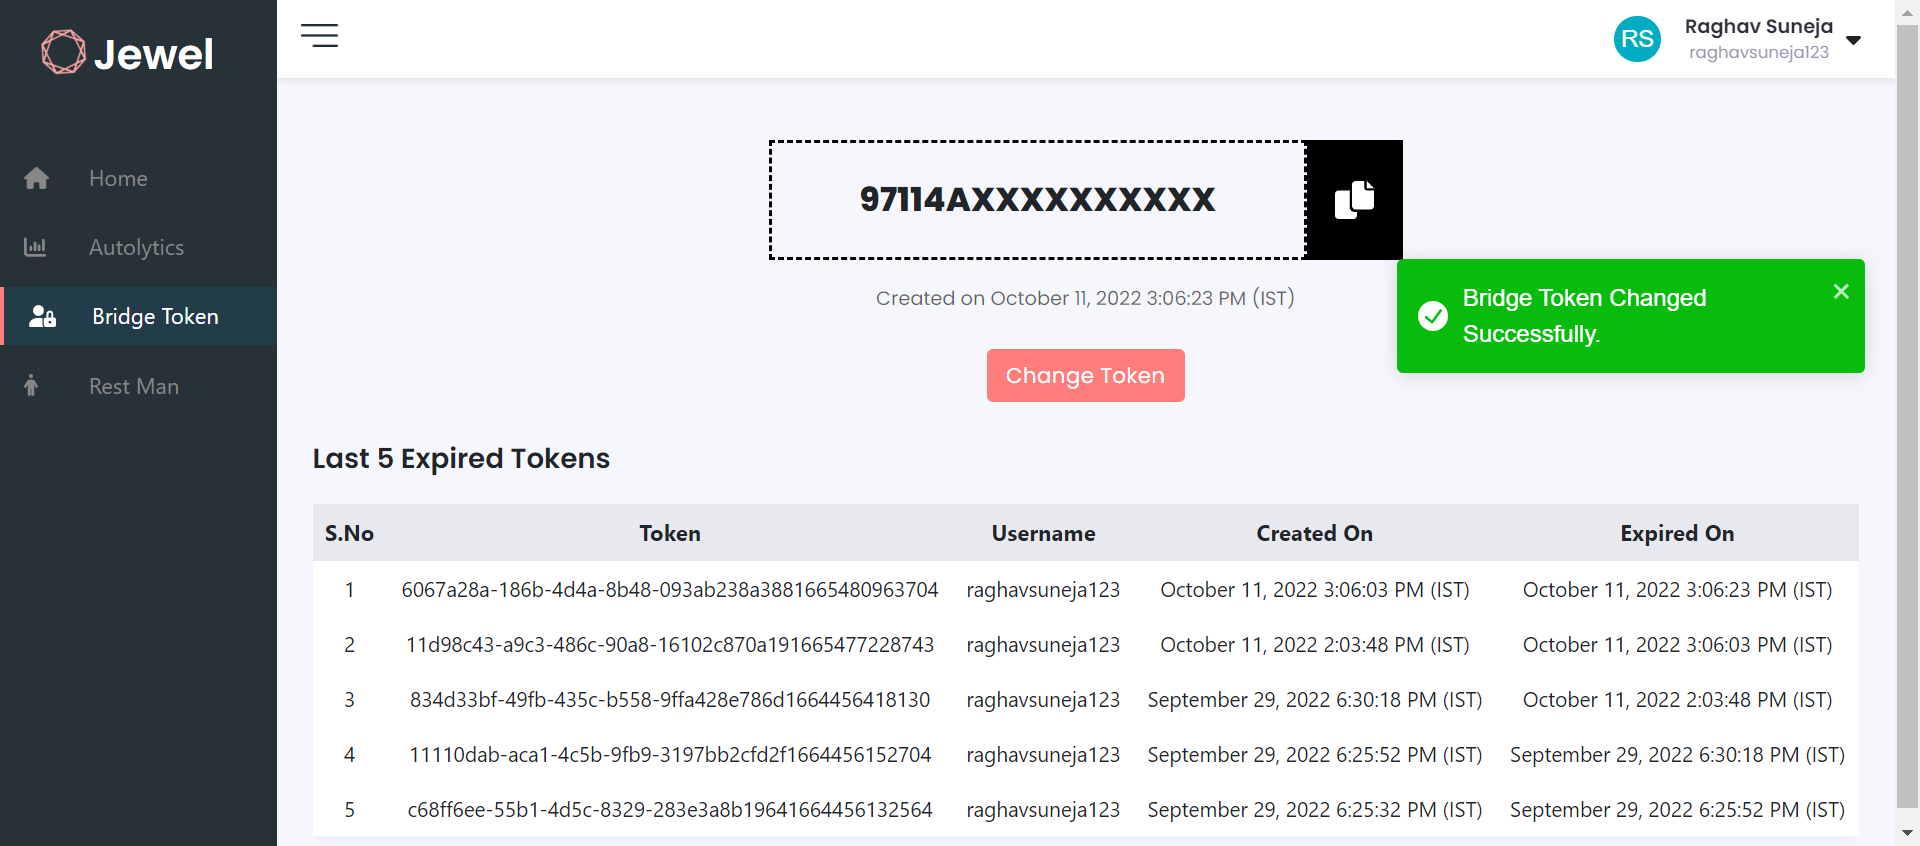 Jewel
Raghav Suneja
RS
raghavsuneja123
Home
Autolytics
Bridge Token
Rest Man
97114AXXXXXXXXXX
Created on October 11, 2022 3:06:23 PM (IST)
Bridge Token Changed
Successfully.
Change Token
Last 5 Expired Tokens
S.No Token Username Created On Expired On
1 6067a28a-186b-4d4a-8b48-093ab238a3881665480963704 raghavsuneja123 October 11, 2022 3:06:03 PM (IST) October 11, 2022 3:06:23 PM (IST)
2 11d98c43-a9c3-486c-90a8-16102c870a191665477228743 raghavsuneja123 October 11, 2022 2:03:48 PM (IST) October 11, 2022 3:06:03 PM (IST)
3 834d33bf-49fb-435c-b558-9ffa428e786d1664456418130 raghavsuneja123 September 29, 2022 6:30:18 PM (IST) October 11, 2022 2:03:48 PM (IST)
4 11110dab-aca1-4c5b-9fb9-3197bb2cfd2f1664456152704 raghavsuneja123 September 29, 2022 6:25:52 PM (IST) September 29, 2022 6:30:18 PM (IST)
5 c68ff6ee-55b1-4d5c-8329-283e3a8b19641664456132564 raghavsuneja123 September 29, 2022 6:25:32 PM (IST) September 29, 2022 6:25:52 PM (IST)